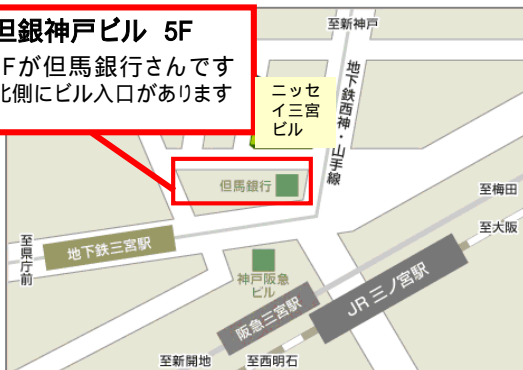 但銀神戸ビル 5F
Fが但馬銀行さんです
北側にビル入口があります
至新神戸
地下鉄西神・山手線
ニッセ
イ三宮
ビル
但馬銀行
至梅田
至大阪
至県庁前
地下鉄三宮駅
神戸阪急
ビル
JR三ノ宮駅
阪急三宮駅
至新開地
至西明石